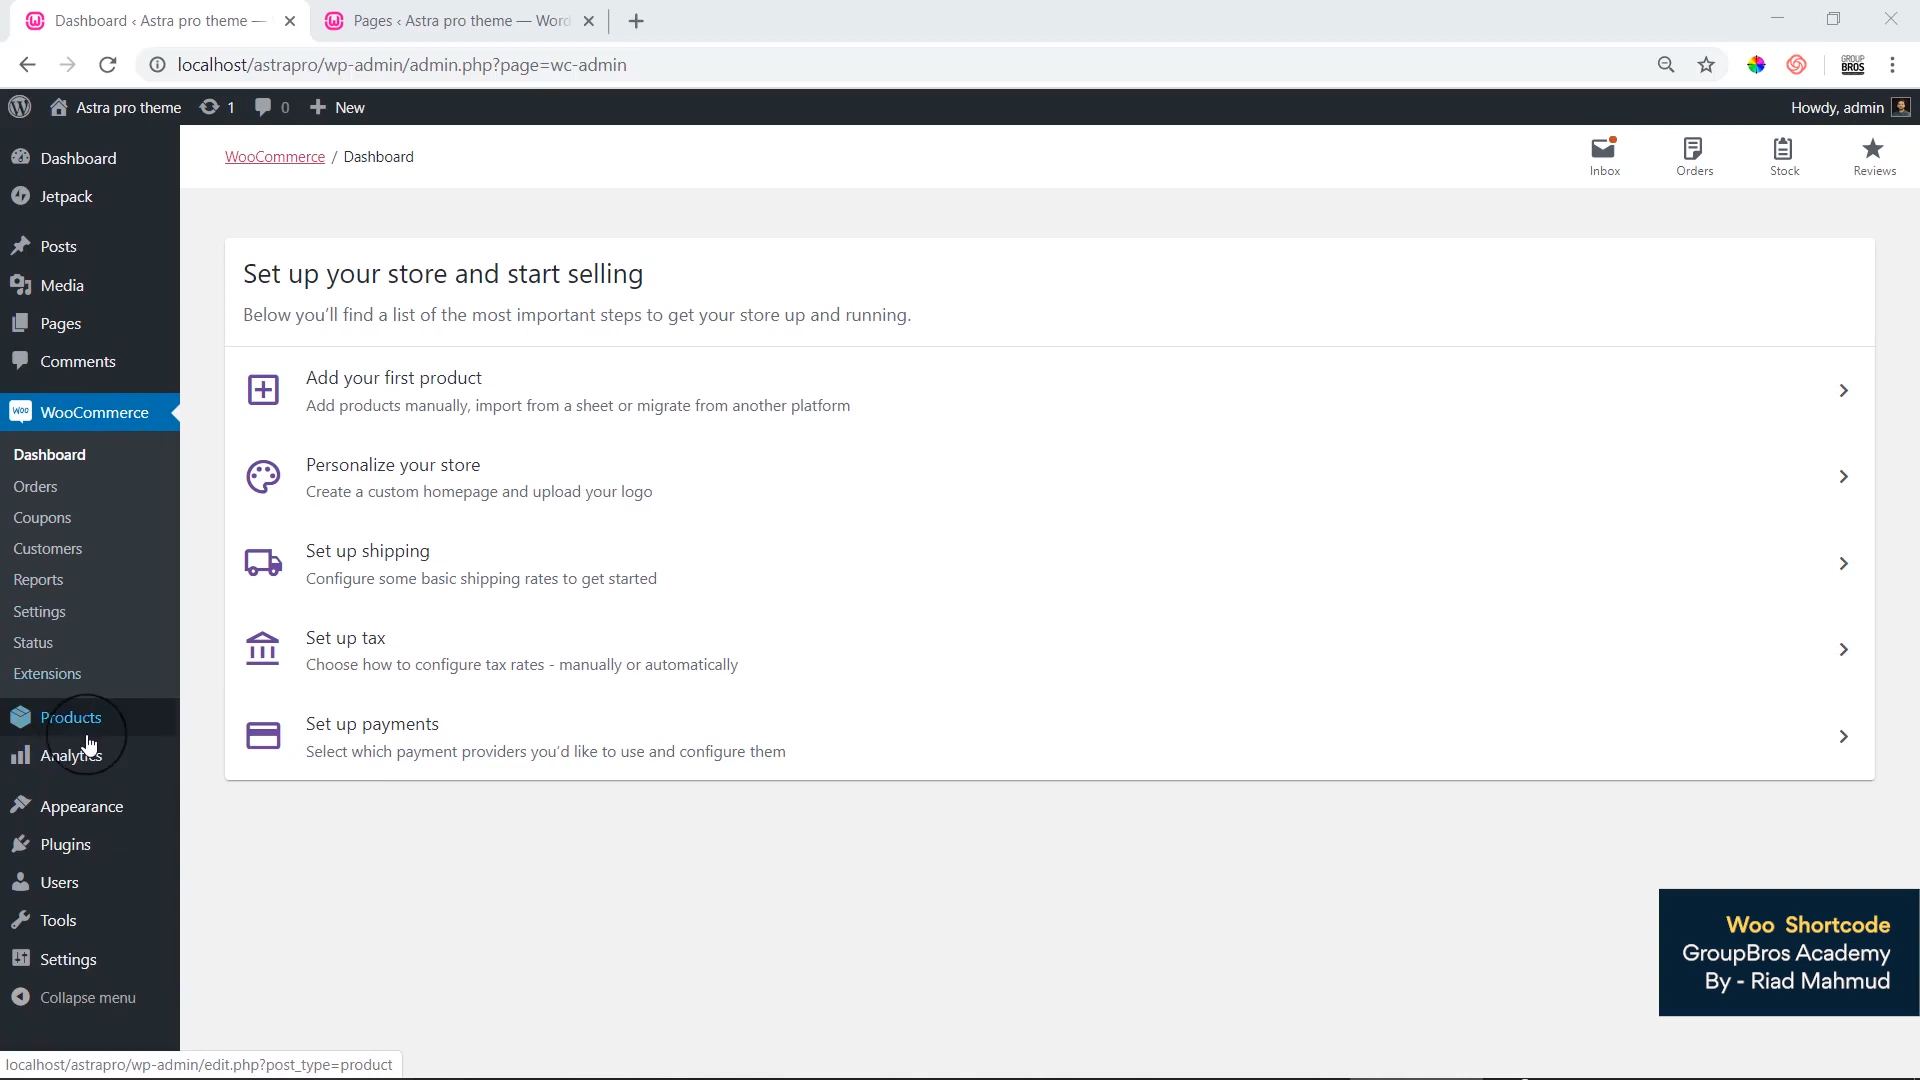 Dashboard ‹ Astra pro theme —
Pages ‹ Astra pro theme — Word
localhost/astrapro/wp-admin/admin.php?page=wc-admin
GROUP
BROS
Astra pro theme
1
0
New
Howdy, admin
Dashboard
Jetpack
Posts
Media
Pages
Comments
Woo
WooCommerce
Dashboard
Orders
Coupons
Customers
Reports
Settings
Status
Extensions
Products
Analytics
Appearance
Plugins
Users
Tools
Settings
Collapse menu
WooCommerce / Dashboard
Inbox
Orders
Stock
Reviews
Set up your store and start selling
Below you'll find a list of the most important steps to get your store up and running.
Add your first product
Add products manually, import from a sheet or migrate from another platform
Personalize your store
Create a custom homepage and upload your logo
Set up shipping
Configure some basic shipping rates to get started
Set up tax
Choose how to configure tax rates - manually or automatically
Set up payments
Select which payment providers you'd like to use and configure them
Woo Shortcode
GroupBros Academy
By - Riad Mahmud
localhost/astrapro/wp-admin/edit.php?post_type=product